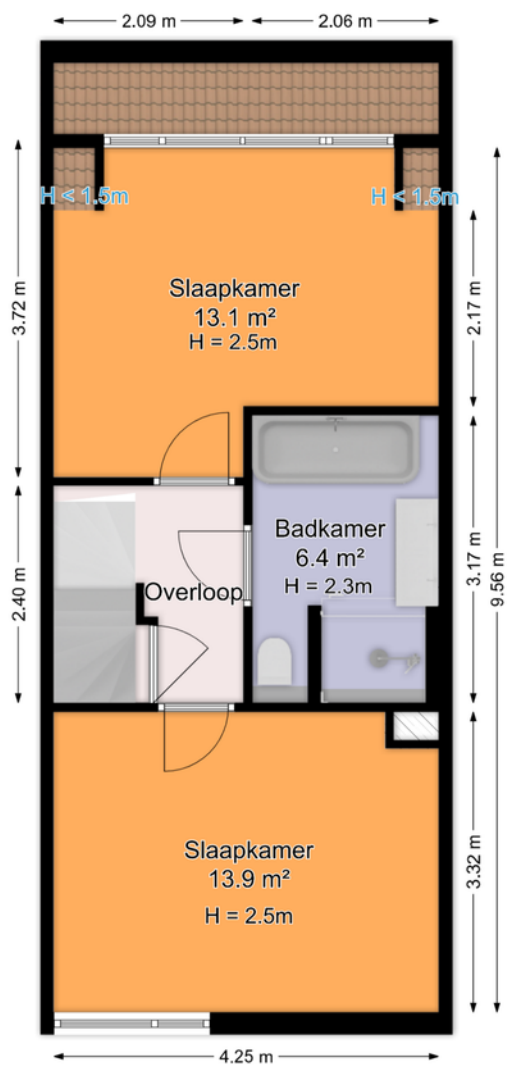 2.09 m
2.06 m
H < 1.5m
H < 1.5m
3.72 m
Slaapkamer
13.1 m²
H = 2.5m
2.17 m
Badkamer
6.4 m²
H = 2.3m
3.17 m
9.56 m
2.40 m
Overloop
Slaapkamer
13.9 m²
H = 2.5m
3.32 m
4.25 m